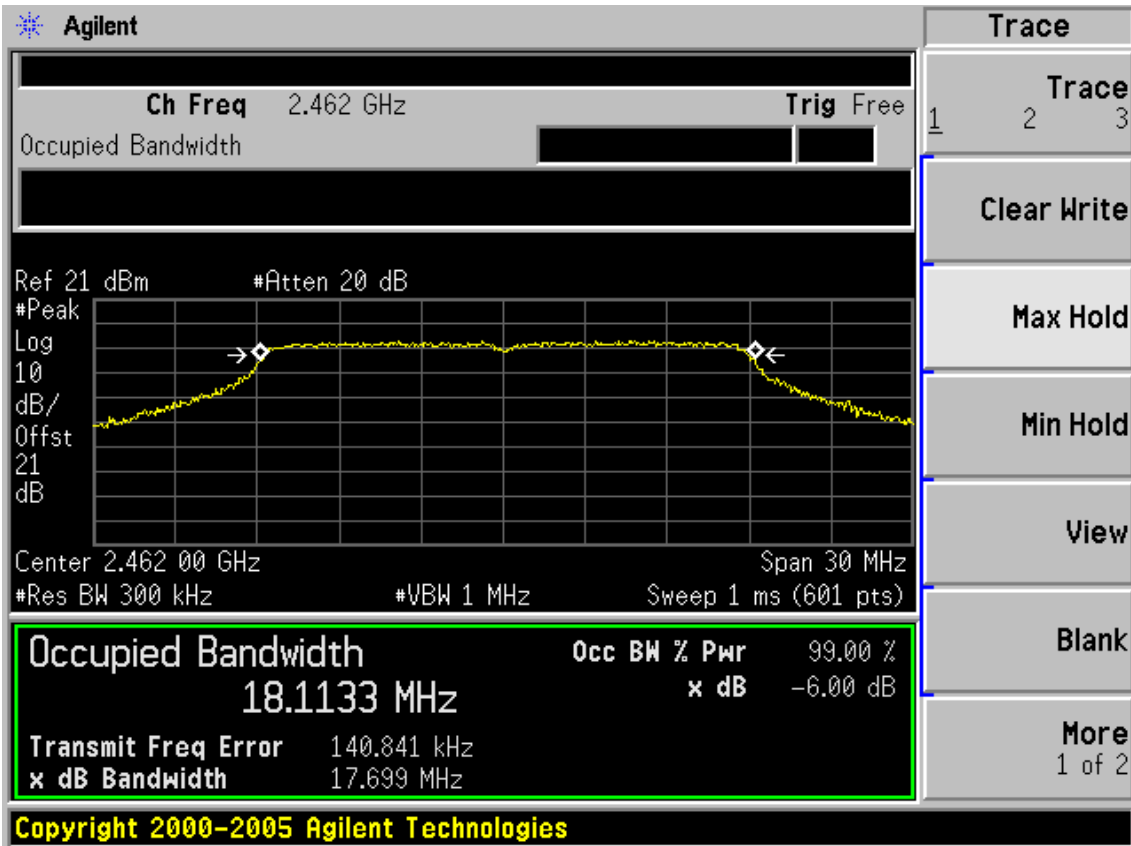 Agilent
Trace
Ch Freq 2.462 GHz Trig Free
Occupied Bandwidth
Trace
1 2 3
Clear Write
Max Hold
Min Hold
View
Blank
More
1 of 2
Ref 21 dBm #Atten 20 dB
#Peak
Log
10
dB/
Offst
21
dB
Center 2.462 00 GHz Span 30 MHz
#Res BW 300 kHz #VBW 1 MHz Sweep 1 ms (601 pts)
Occupied Bandwidth Occ BW % Pwr 99.00 %
18.1133 MHz x dB -6.00 dB
Transmit Freq Error 140.841 kHz
x dB Bandwidth 17.699 MHz
Copyright 2000-2005 Agilent Technologies